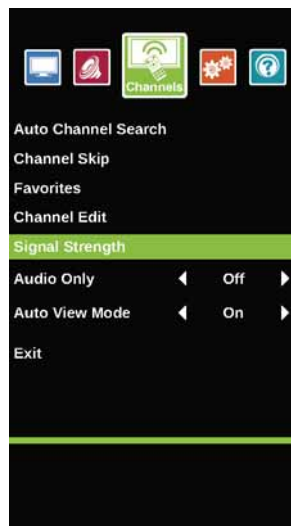 Channels
Auto Channel Search
Channel Skip
Favorites
Channel Edit
Signal Strength
Audio Only Off
Auto View Mode On
Exit